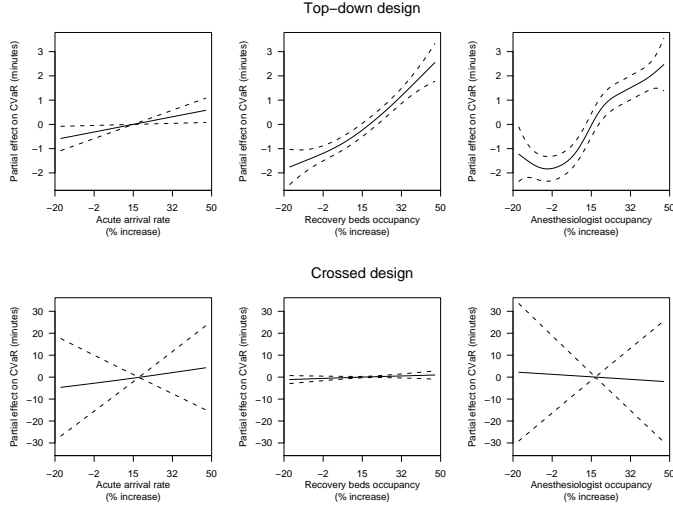 Top−down design
Partial effect on CVaR (minutes)
3
2
1
0
−1
−2
−20 −2 15 32 50
Acute arrival rate
(% increase)
Partial effect on CVaR (minutes)
3
2
1
0
−1
−2
−20 −2 15 32 50
Recovery beds occupancy
(% increase)
Partial effect on CVaR (minutes)
3
2
1
0
−1
−2
−20 −2 15 32 50
Anesthesiologist occupancy
(% increase)
Crossed design
Partial effect on CVaR (minutes)
30
20
10
0
−10
−20
−30
−20 −2 15 32 50
Acute arrival rate
(% increase)
Partial effect on CVaR (minutes)
30
20
10
0
−10
−20
−30
−20 −2 15 32 50
Recovery beds occupancy
(% increase)
Partial effect on CVaR (minutes)
30
20
10
0
−10
−20
−30
−20 −2 15 32 50
Anesthesiologist occupancy
(% increase)